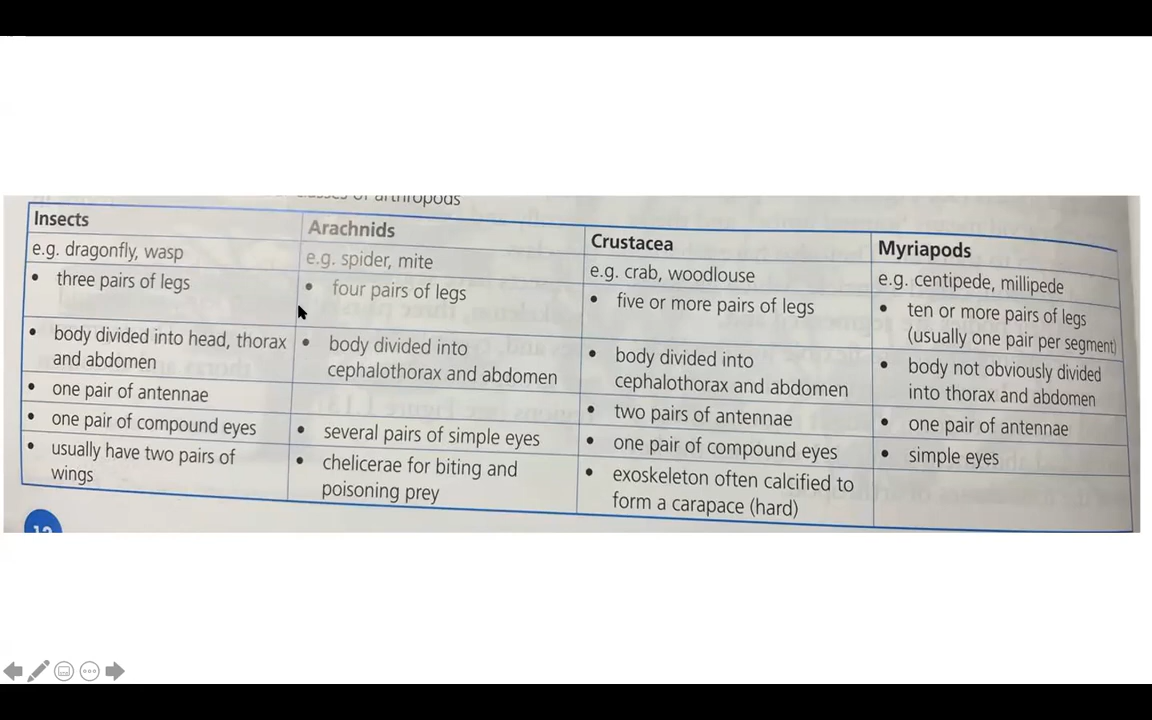 classes of arthropods
Insects
e.g. dragonfly, wasp
• three pairs of legs
• body divided into head, thorax
and abdomen
• one pair of antennae
• one pair of compound eyes
• usually have two pairs of
wings
Arachnids
e.g. spider, mite
• four pairs of legs
• body divided into
cephalothorax and abdomen
• several pairs of simple eyes
• chelicerae for biting and
poisoning prey
Crustacea
e.g. crab, woodlouse
• five or more pairs of legs
• body divided into
cephalothorax and abdomen
• two pairs of antennae
• one pair of compound eyes
• exoskeleton often calcified to
form a carapace (hard)
Myriapods
e.g. centipede, millipede
• ten or more pairs of legs
(usually one pair per segment)
• body not obviously divided
into thorax and abdomen
• one pair of antennae
• simple eyes